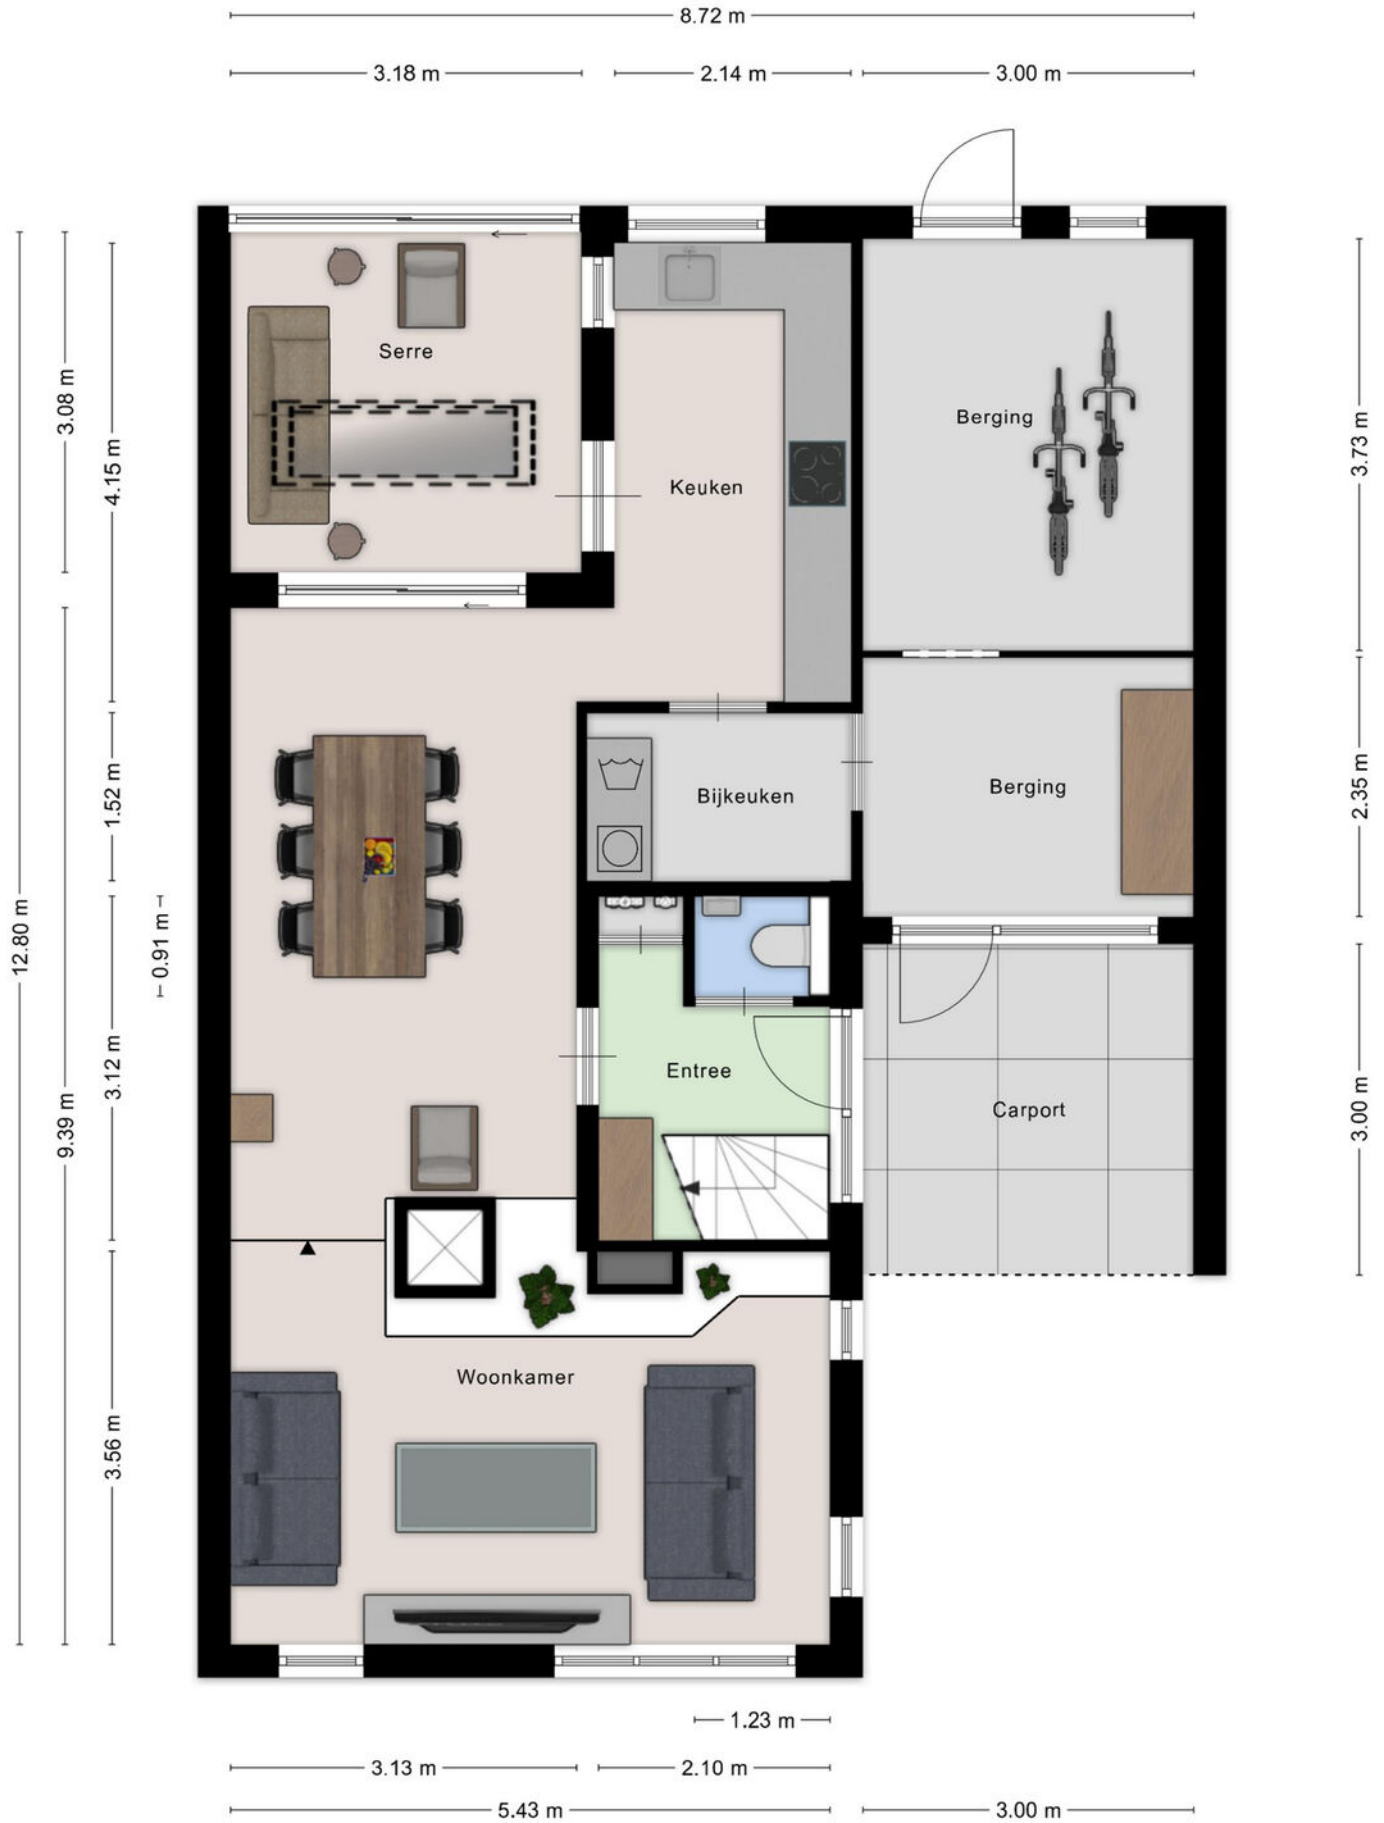 8.72 m
3.18 m
2.14 m
3.00 m
Serre
Berging
Keuken
3.08 m
4.15 m
3.73 m
Bijkeuken
Berging
1.52 m
2.35 m
12.80 m
0.91 m
Entree
3.12 m
9.39 m
Carport
3.00 m
Woonkamer
3.56 m
1.23 m
3.13 m
2.10 m
5.43 m
3.00 m